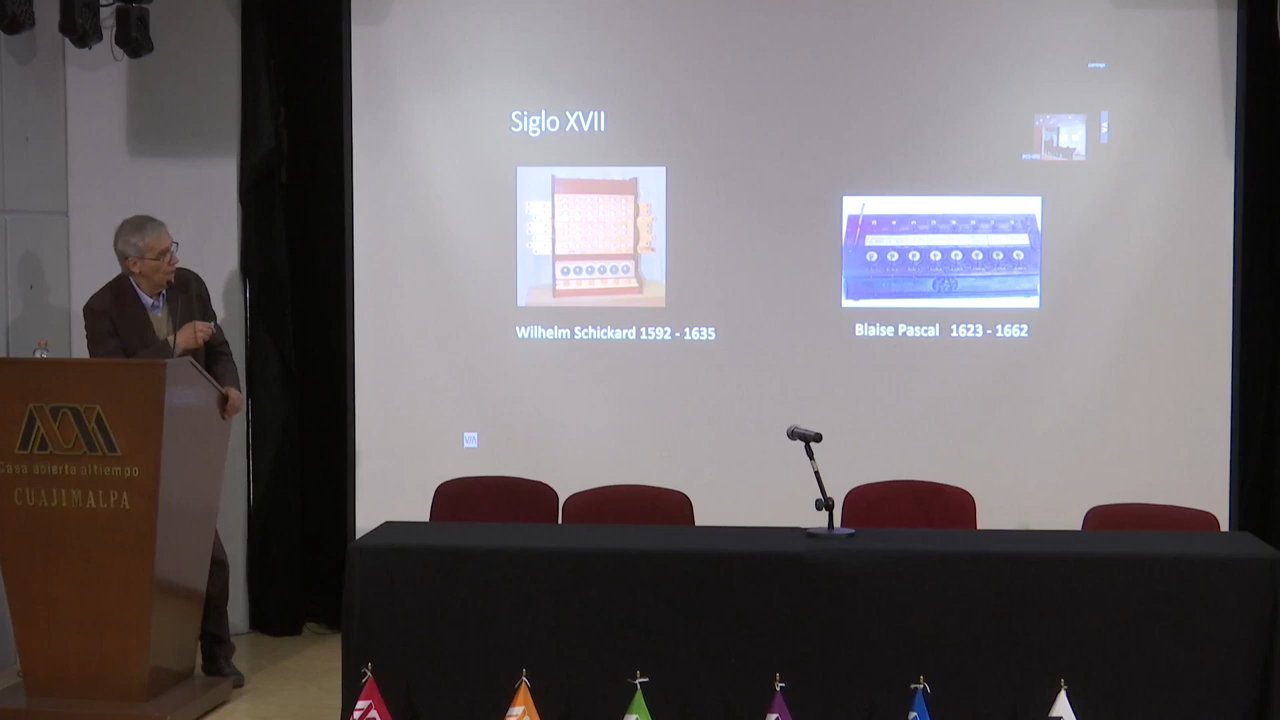 Siglo XVII
Wilhelm Schickard 1592 - 1635
Blaise Pascal 1623 - 1662
Casa abierta al tiempo
CUAJIMALPA